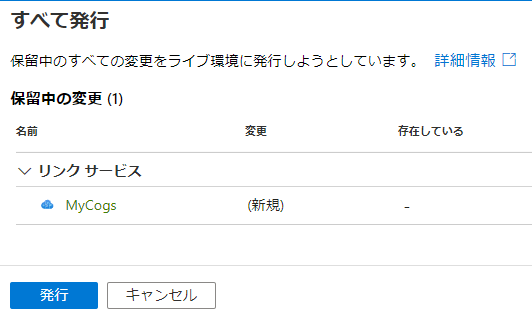 すべて発行
保留中のすべての変更をライブ環境に発行しようとしています。 詳細情報
保留中の変更 (1)
名前 変更 存在している
リンク サービス
MyCogs (新規) -
発行 キャンセル